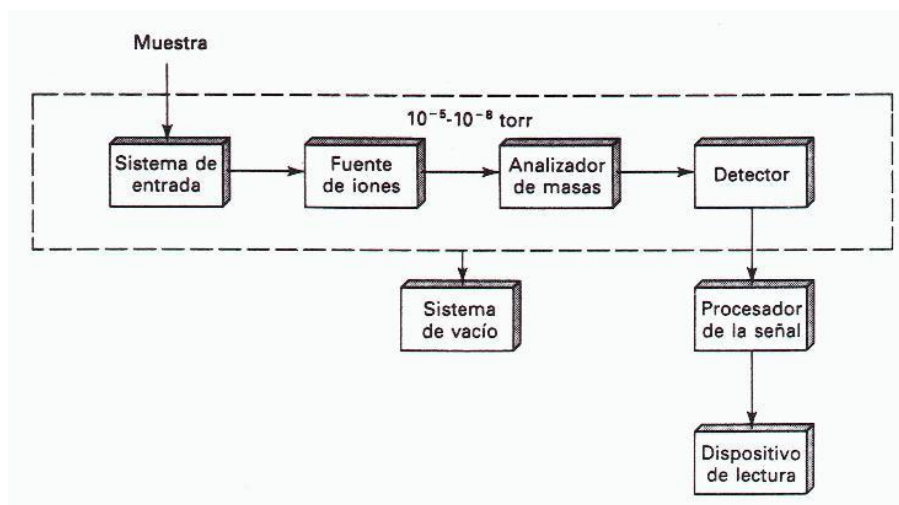 Muestra
10⁻⁵-10⁻⁸ torr
Sistema de
entrada
Fuente
de iones
Analizador
de masas
Detector
Sistema
de vacío
Procesador
de la señal
Dispositivo
de lectura